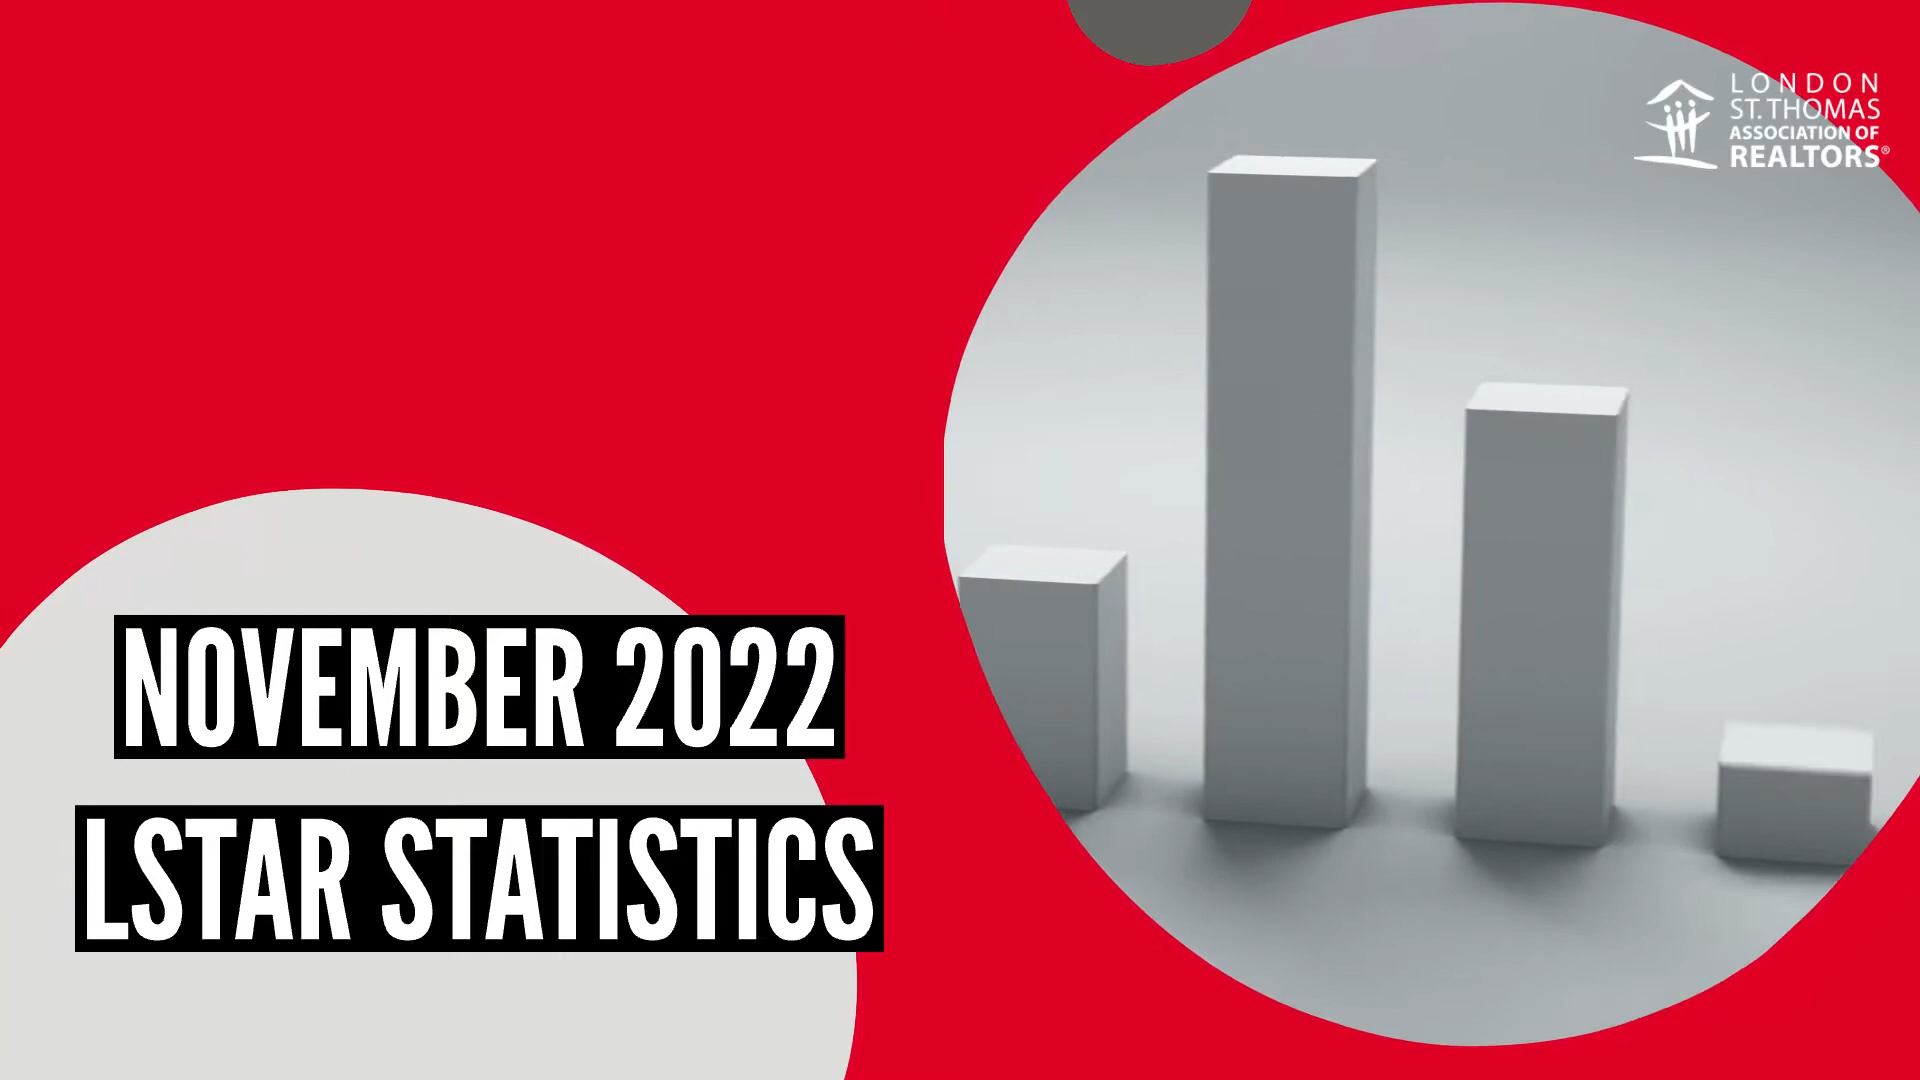 LONDON
ST.THOMAS
ASSOCIATION OF
REALTORS®
NOVEMBER 2022
LSTAR STATISTICS